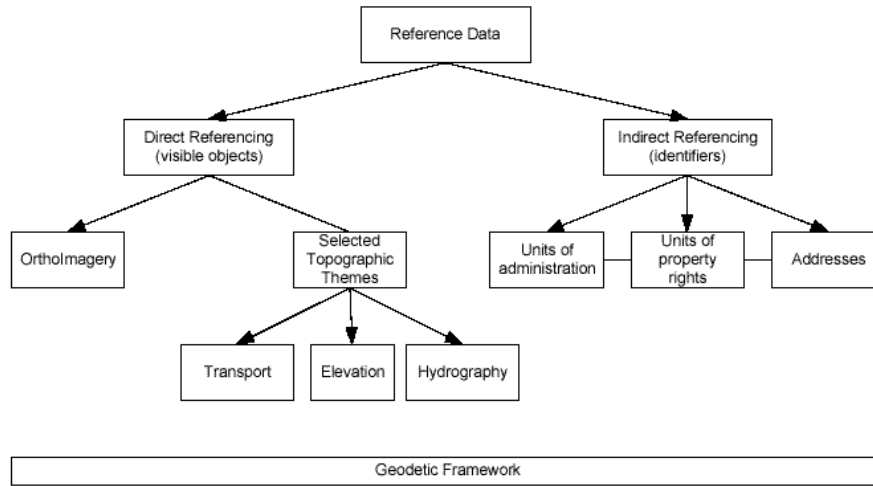 Reference Data
Direct Referencing
(visible objects)
Indirect Referencing
(identifiers)
OrthoImagery
Selected
Topographic
Themes
Units of
administration
Units of
property
rights
Addresses
Transport
Elevation
Hydrography
Geodetic Framework